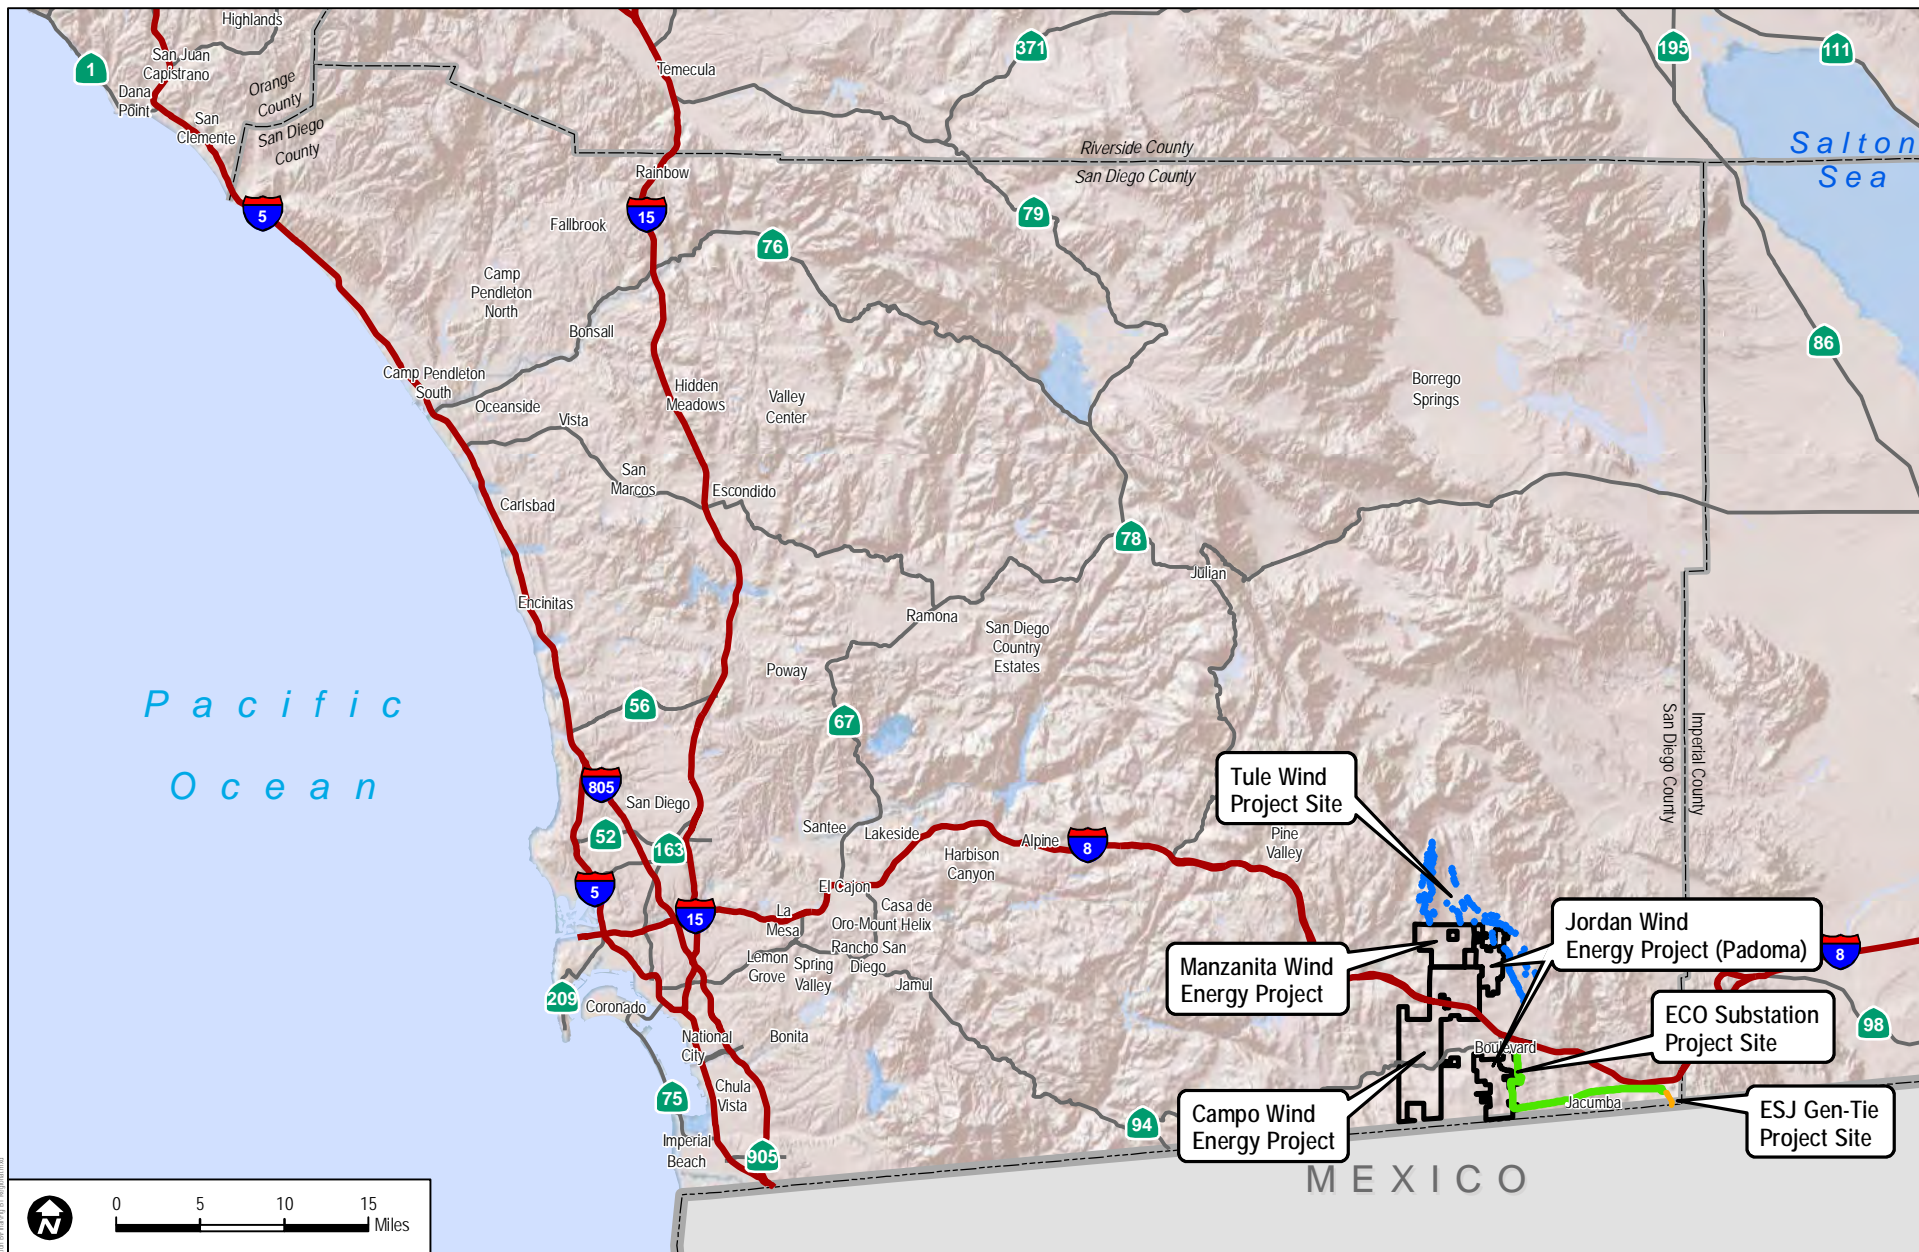 Highlands
San Juan
Capistrano
1
Dana
Point
San
Clemente
Orange
County
San Diego
County
Temecula
371
195
111
Salton
Sea
Riverside County
San Diego County
Rainbow
5
15
Fallbrook
76
79
Camp
Pendleton
North
Bonsall
86
Camp Pendleton
South
Oceanside
Vista
Hidden
Meadows
Valley
Center
Borrego
Springs
San
Marcos
Escondido
Carlsbad
78
Julian
Encinitas
Ramona
San Diego
Country
Estates
Poway
Pacific
Ocean
56
67
San Diego County
Imperial County
Tule Wind
Project Site
805
San Diego
52
163
Santee
Lakeside
Alpine
8
Pine
Valley
Harbison
Canyon
5
El Cajon
15
La
Mesa
Casa de
Oro-Mount Helix
Rancho San
Diego
Lemon
Grove
Spring
Valley
Jamul
Jordan Wind
Energy Project (Padoma)
8
Manzanita Wind
Energy Project
209
Coronado
National
City
Bonita
ECO Substation
Project Site
98
Boulevard
75
Chula
Vista
Campo Wind
Energy Project
94
Jacumba
ESJ Gen-Tie
Project Site
Imperial
Beach
905
MEXICO
N
0 5 10 15
Miles